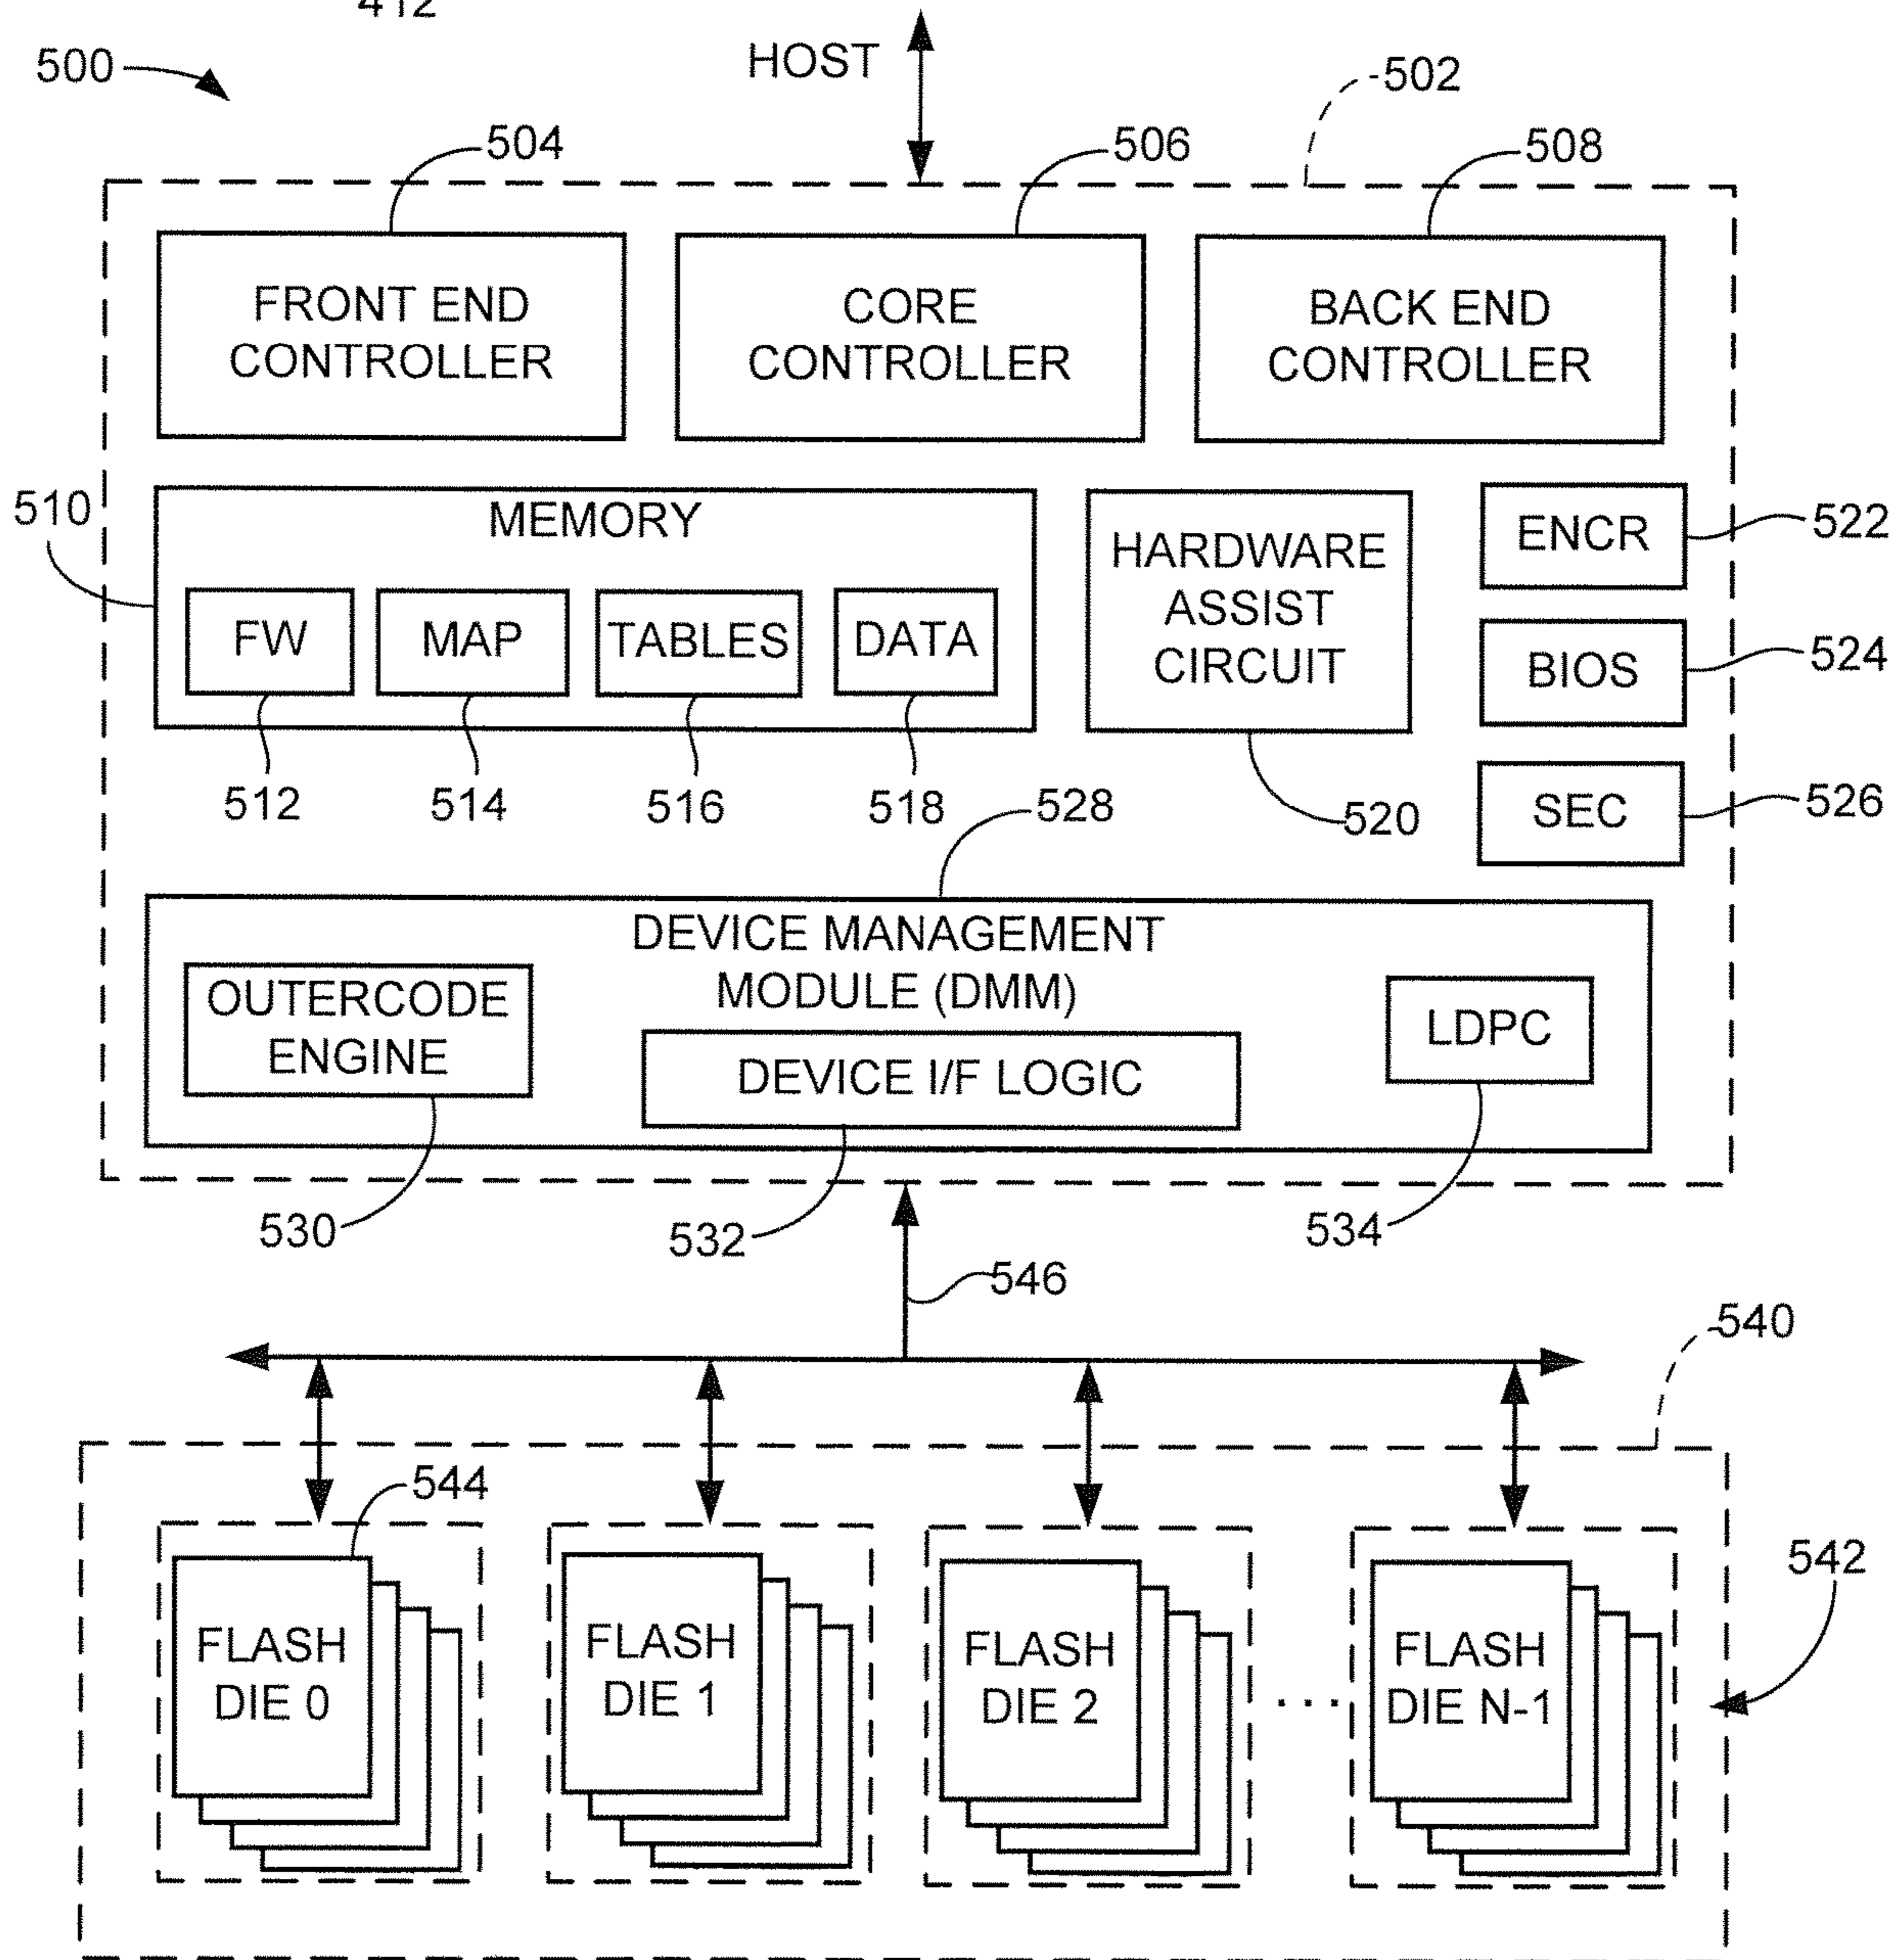 412
500
HOST
502
504
506
508
FRONT END
CONTROLLER
CORE
CONTROLLER
BACK END
CONTROLLER
510
MEMORY
FW
MAP
TABLES
DATA
512
514
516
518
HARDWARE
ASSIST
CIRCUIT
520
ENCR
522
BIOS
524
SEC
526
528
DEVICE MANAGEMENT
MODULE (DMM)
OUTERCODE
ENGINE
DEVICE I/F LOGIC
LDPC
530
532
534
546
540
544
542
FLASH
DIE 0
FLASH
DIE 1
FLASH
DIE 2
. . .
FLASH
DIE N-1